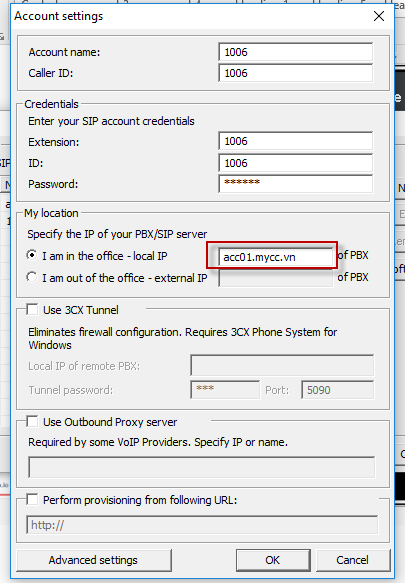 Account settings
Account name: 1006
Caller ID: 1006
Credentials
Enter your SIP account credentials
Extension: 1006
ID: 1006
Password: ******
My location
Specify the IP of your PBX/SIP server
I am in the office - local IP acc01.mycc.vn of PBX
I am out of the office - external IP of PBX
Use 3CX Tunnel
Eliminates firewall configuration. Requires 3CX Phone System for
Windows
Local IP of remote PBX:
Tunnel password: *** Port: 5090
Use Outbound Proxy server
Required by some VoIP Providers. Specify IP or name.
Perform provisioning from following URL:
http://
Advanced settings OK Cancel